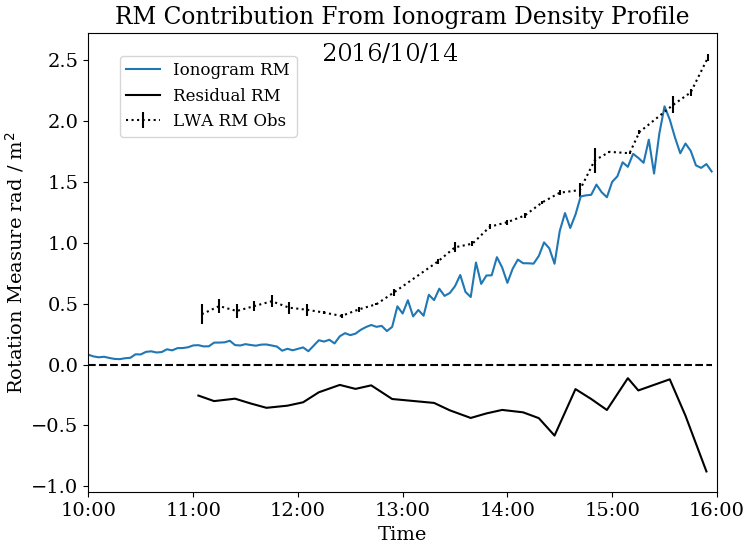 RM Contribution From Ionogram Density Profile
2016/10/14
Ionogram RM
Residual RM
LWA RM Obs
Rotation Measure rad / m²
2.5
2.0
1.5
1.0
0.5
0.0
−0.5
−1.0
10:00 11:00 12:00 13:00 14:00 15:00 16:00
Time